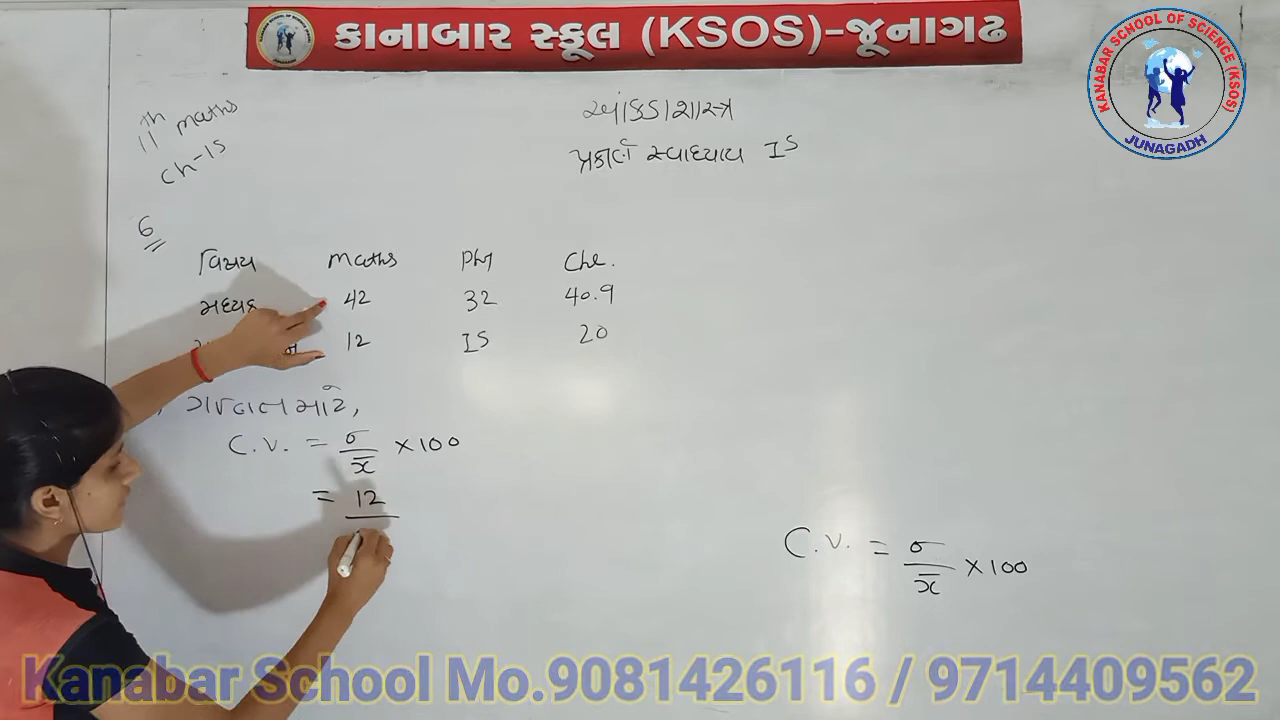 કાનાબાર સ્કૂલ (KSOS)-જૂનાગઢ
KANABAR SCHOOL OF SCIENCE (KSOS)
JUNAGADH
11th maths
ch-15
આંકડાશાસ્ત્ર
પ્રકીર્ણ સ્વાધ્યાય 15
6
વિષય maths Phy Che.
મધ્યક 42 32 40.9
12 15 20
માટે,
C.V. = σ/x̄ ×100
= 12
C.V. = σ/x̄ ×100
Kanabar School Mo.9081426116 / 9714409562